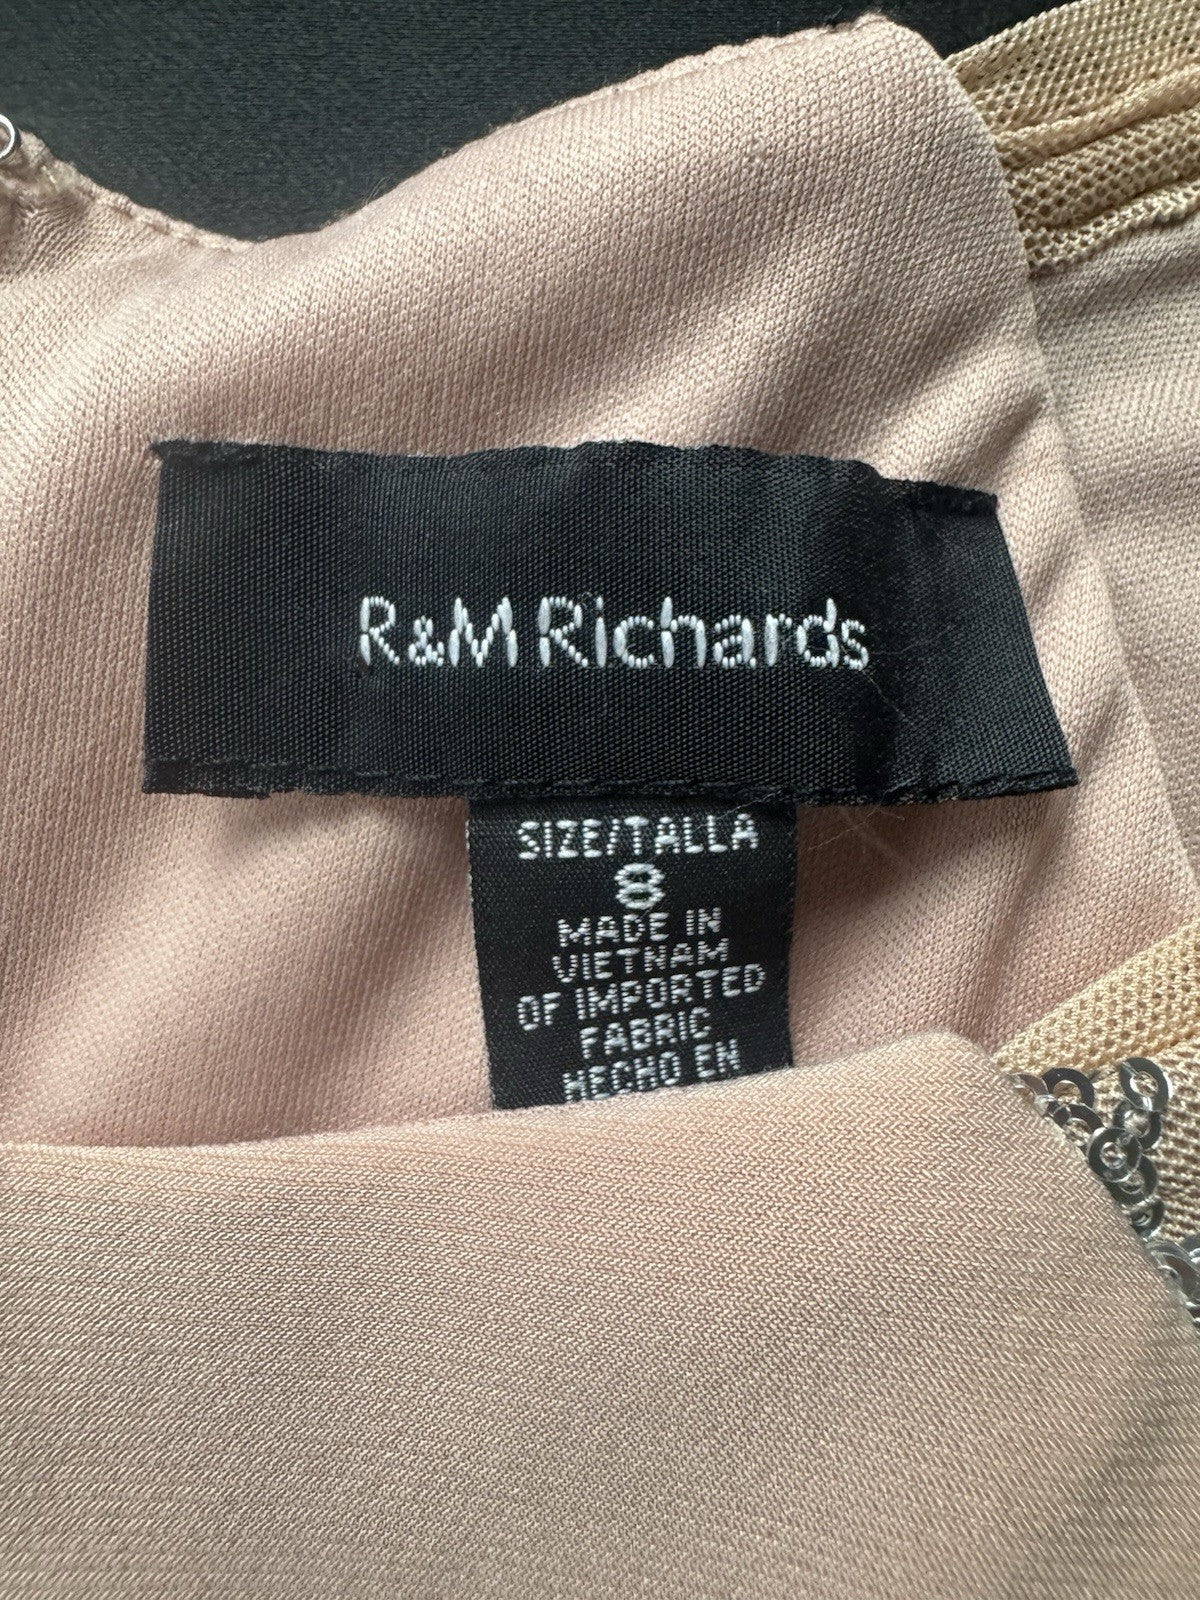 R&M Richards
SIZE/TALLA
8
MADE IN
VIETNAM
OF IMPORTED
FABRIC
HECHO EN